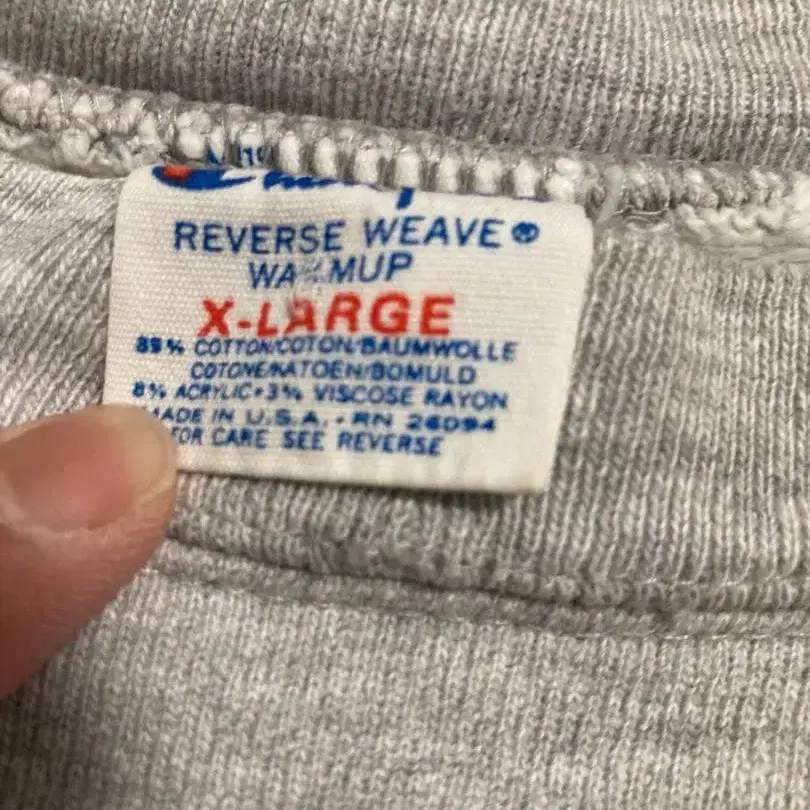 REVERSE WEAVE®
WARMUP
X-LARGE
89% COTTON/COTON/BAUMWOLLE
COTONE/KATOEN/BOMULD
8% ACRYLIC•3% VISCOSE RAYON
MADE IN U.S.A.•RN 26094
FOR CARE SEE REVERSE